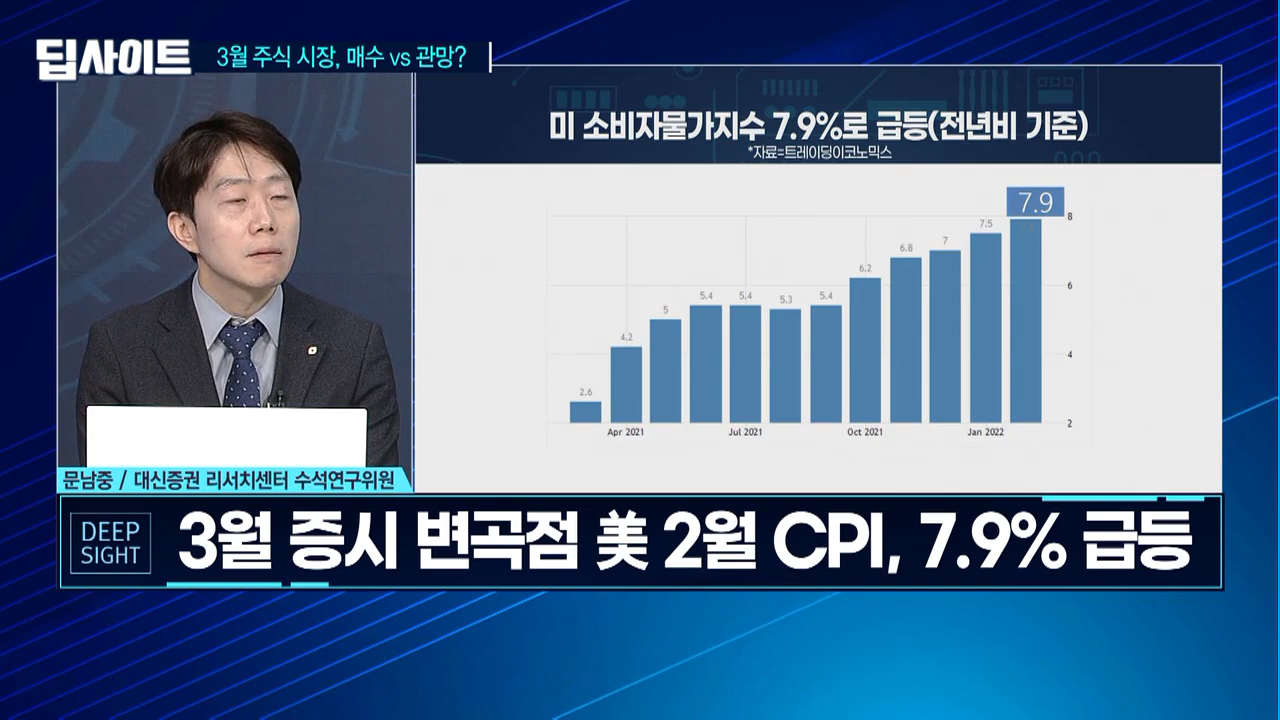 딥사이트
3월 주식 시장, 매수 vs 관망?
미 소비자물가지수 7.9%로 급등(전년비 기준)
*자료=트레이딩이코노믹스
7.9
8
7.5
7
6.8
6.2
6
5.4
5.4
5.3
5.4
5
4.2
4
2.6
2
Apr 2021
Jul 2021
Oct 2021
Jan 2022
문남중 / 대신증권 리서치센터 수석연구위원
DEEP
SIGHT
3월 증시 변곡점 美 2월 CPI, 7.9% 급등